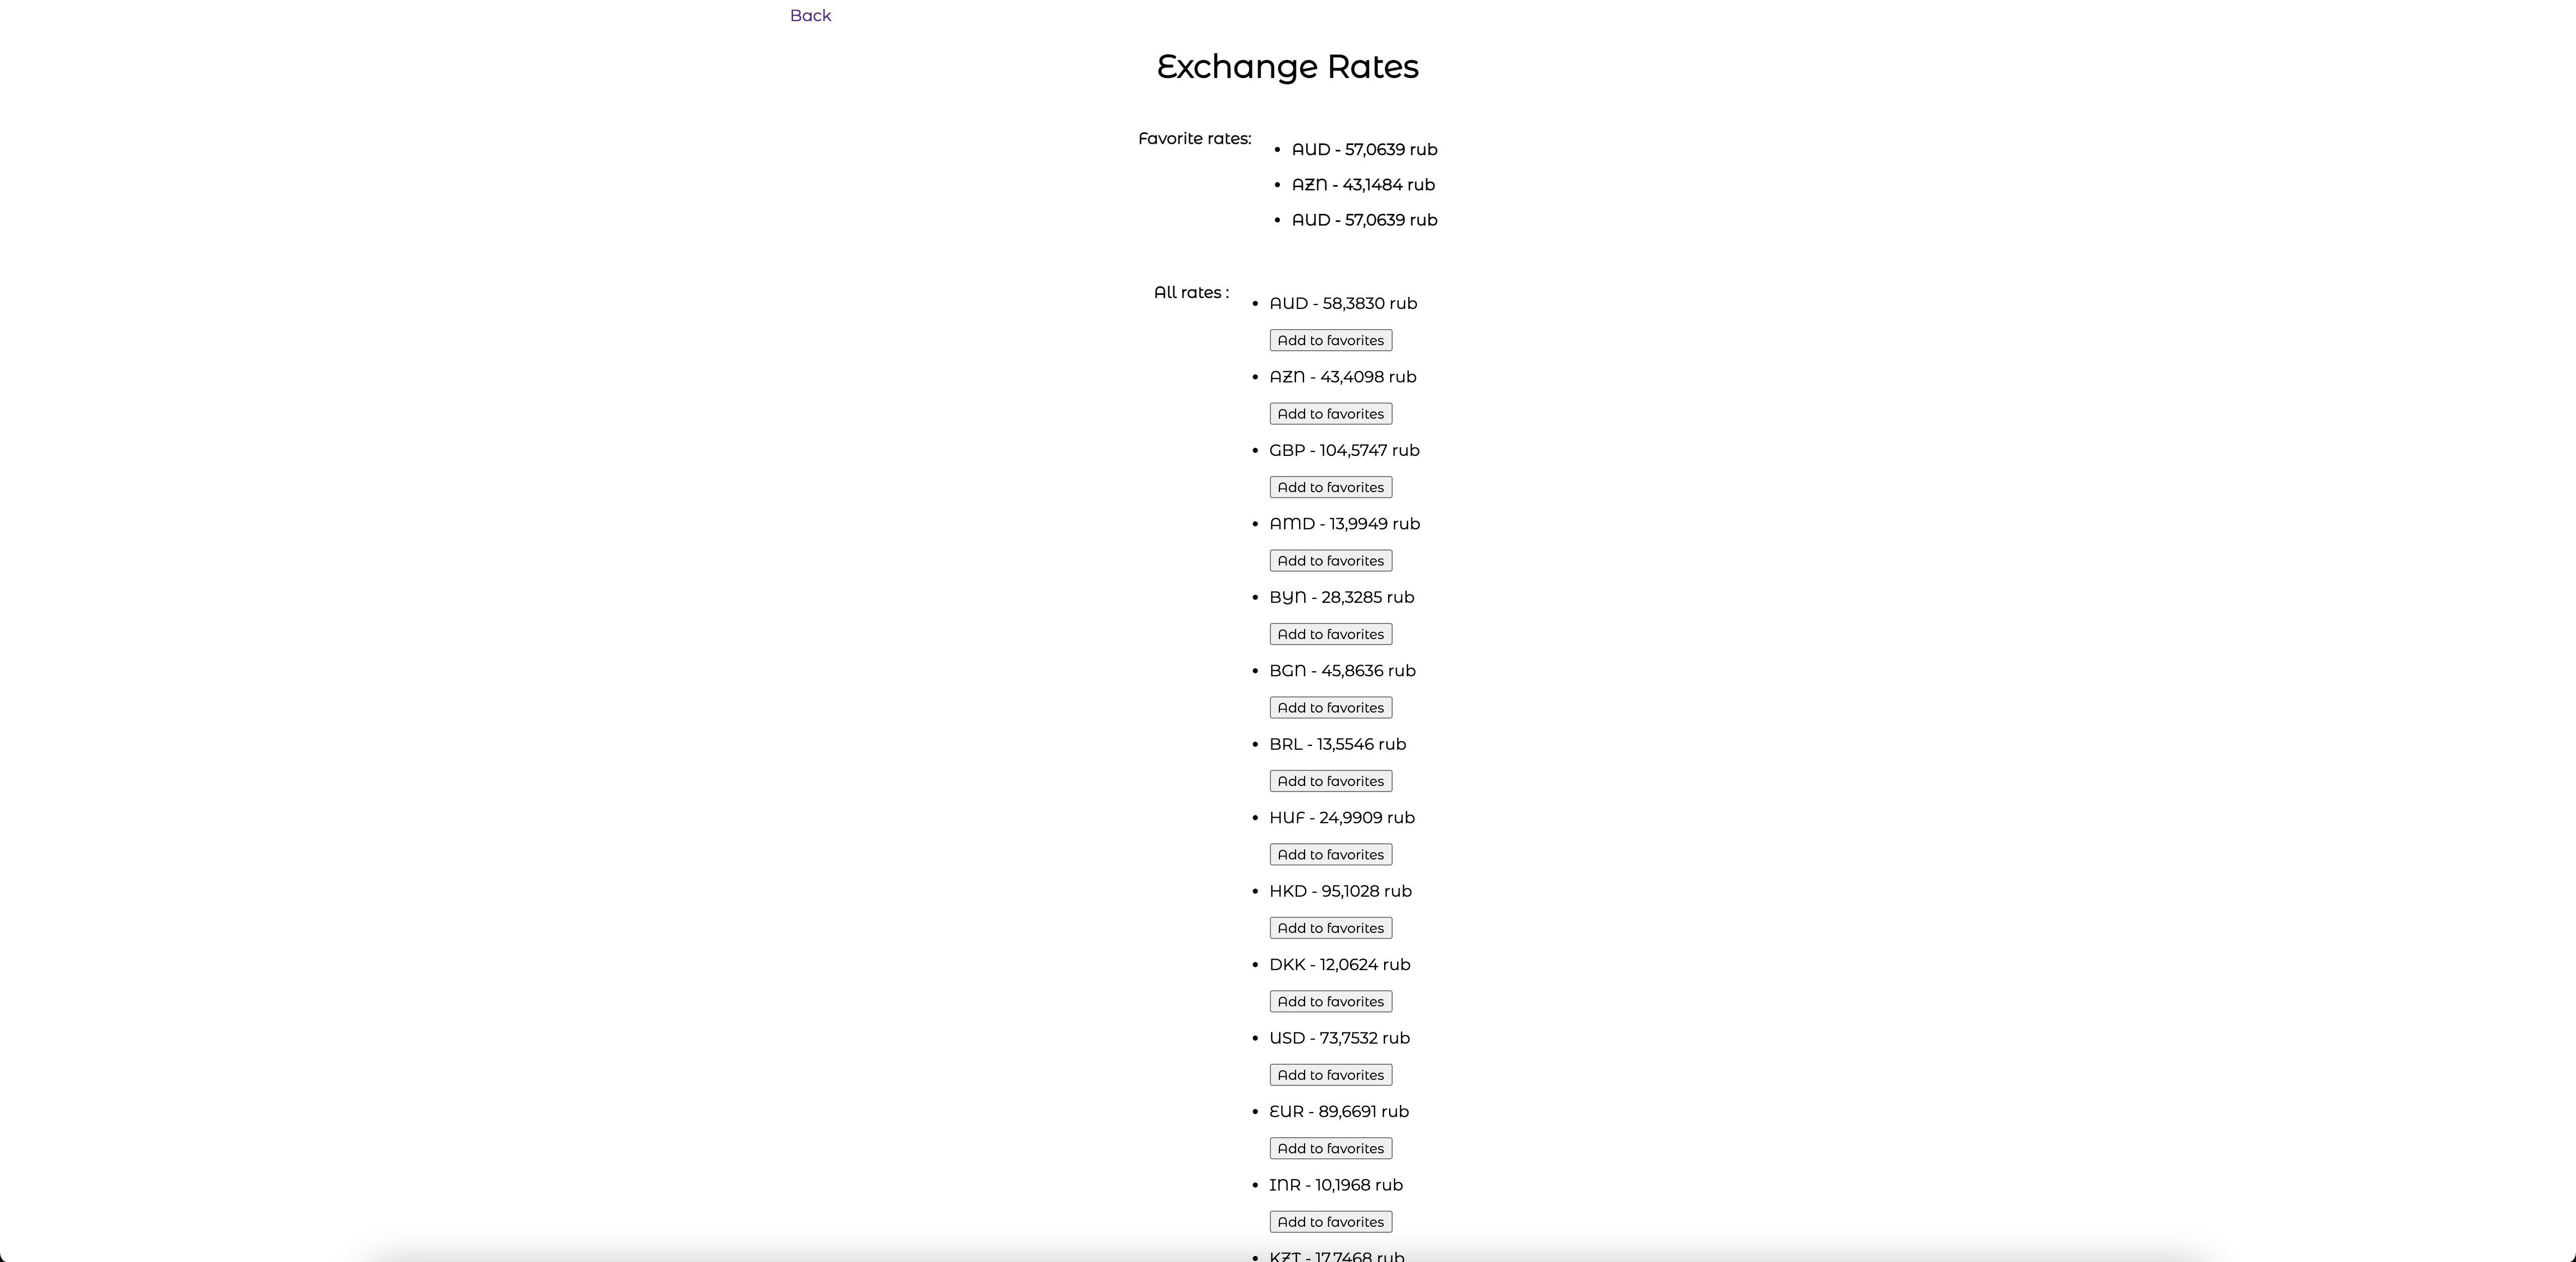 Back
Exchange Rates
Favorite rates:
• AUD - 57,0639 rub
• AZN - 43,1484 rub
• AUD - 57,0639 rub
All rates :
• AUD - 58,3830 rub
Add to favorites
• AZN - 43,4098 rub
Add to favorites
• GBP - 104,5747 rub
Add to favorites
• AMD - 13,9949 rub
Add to favorites
• BYN - 28,3285 rub
Add to favorites
• BGN - 45,8636 rub
Add to favorites
• BRL - 13,5546 rub
Add to favorites
• HUF - 24,9909 rub
Add to favorites
• HKD - 95,1028 rub
Add to favorites
• DKK - 12,0624 rub
Add to favorites
• USD - 73,7532 rub
Add to favorites
• EUR - 89,6691 rub
Add to favorites
• INR - 10,1968 rub
Add to favorites
• KZT - 17,7468 rub